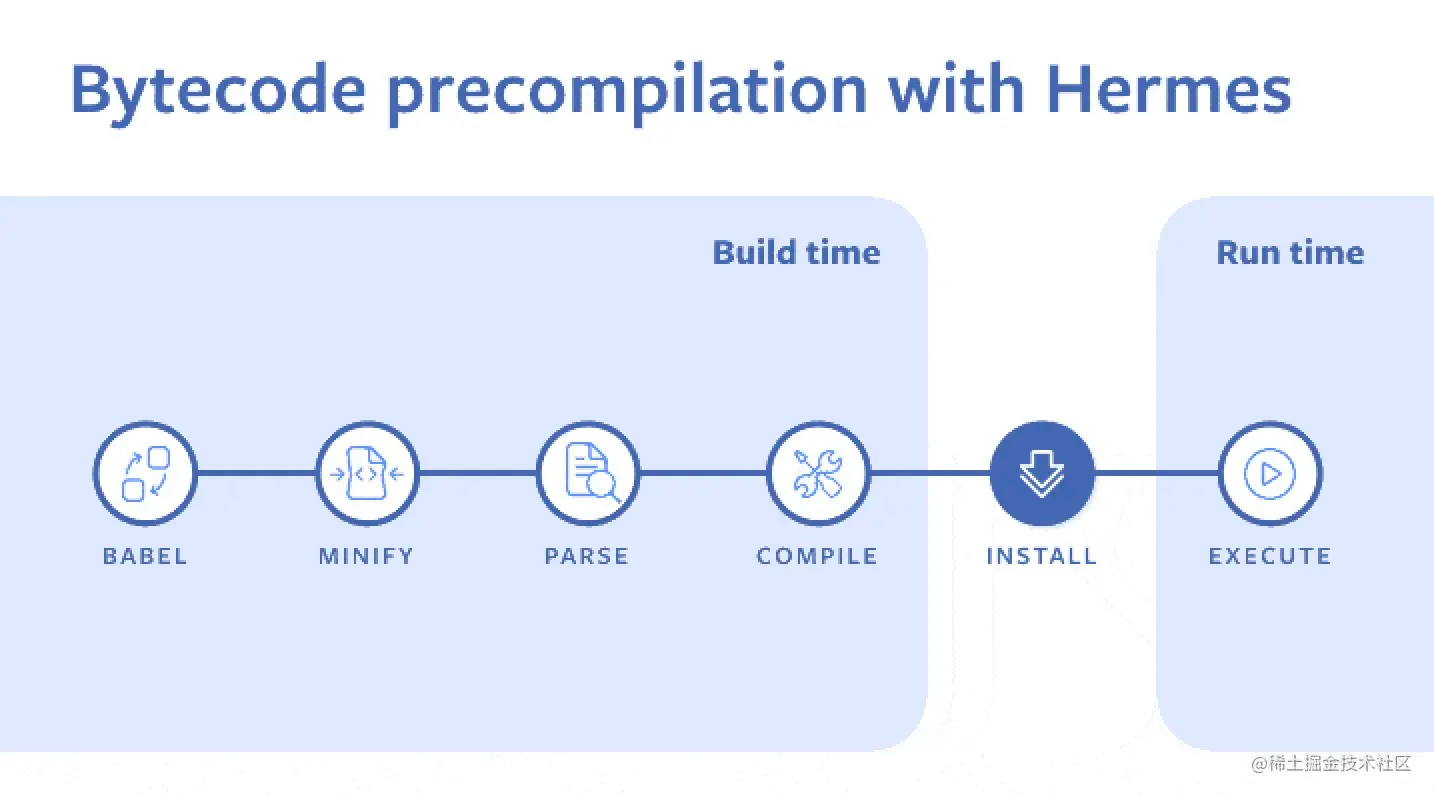 Bytecode precompilation with Hermes
Build time
Run time
BABEL
MINIFY
PARSE
COMPILE
INSTALL
EXECUTE
@稀土掘金技术社区